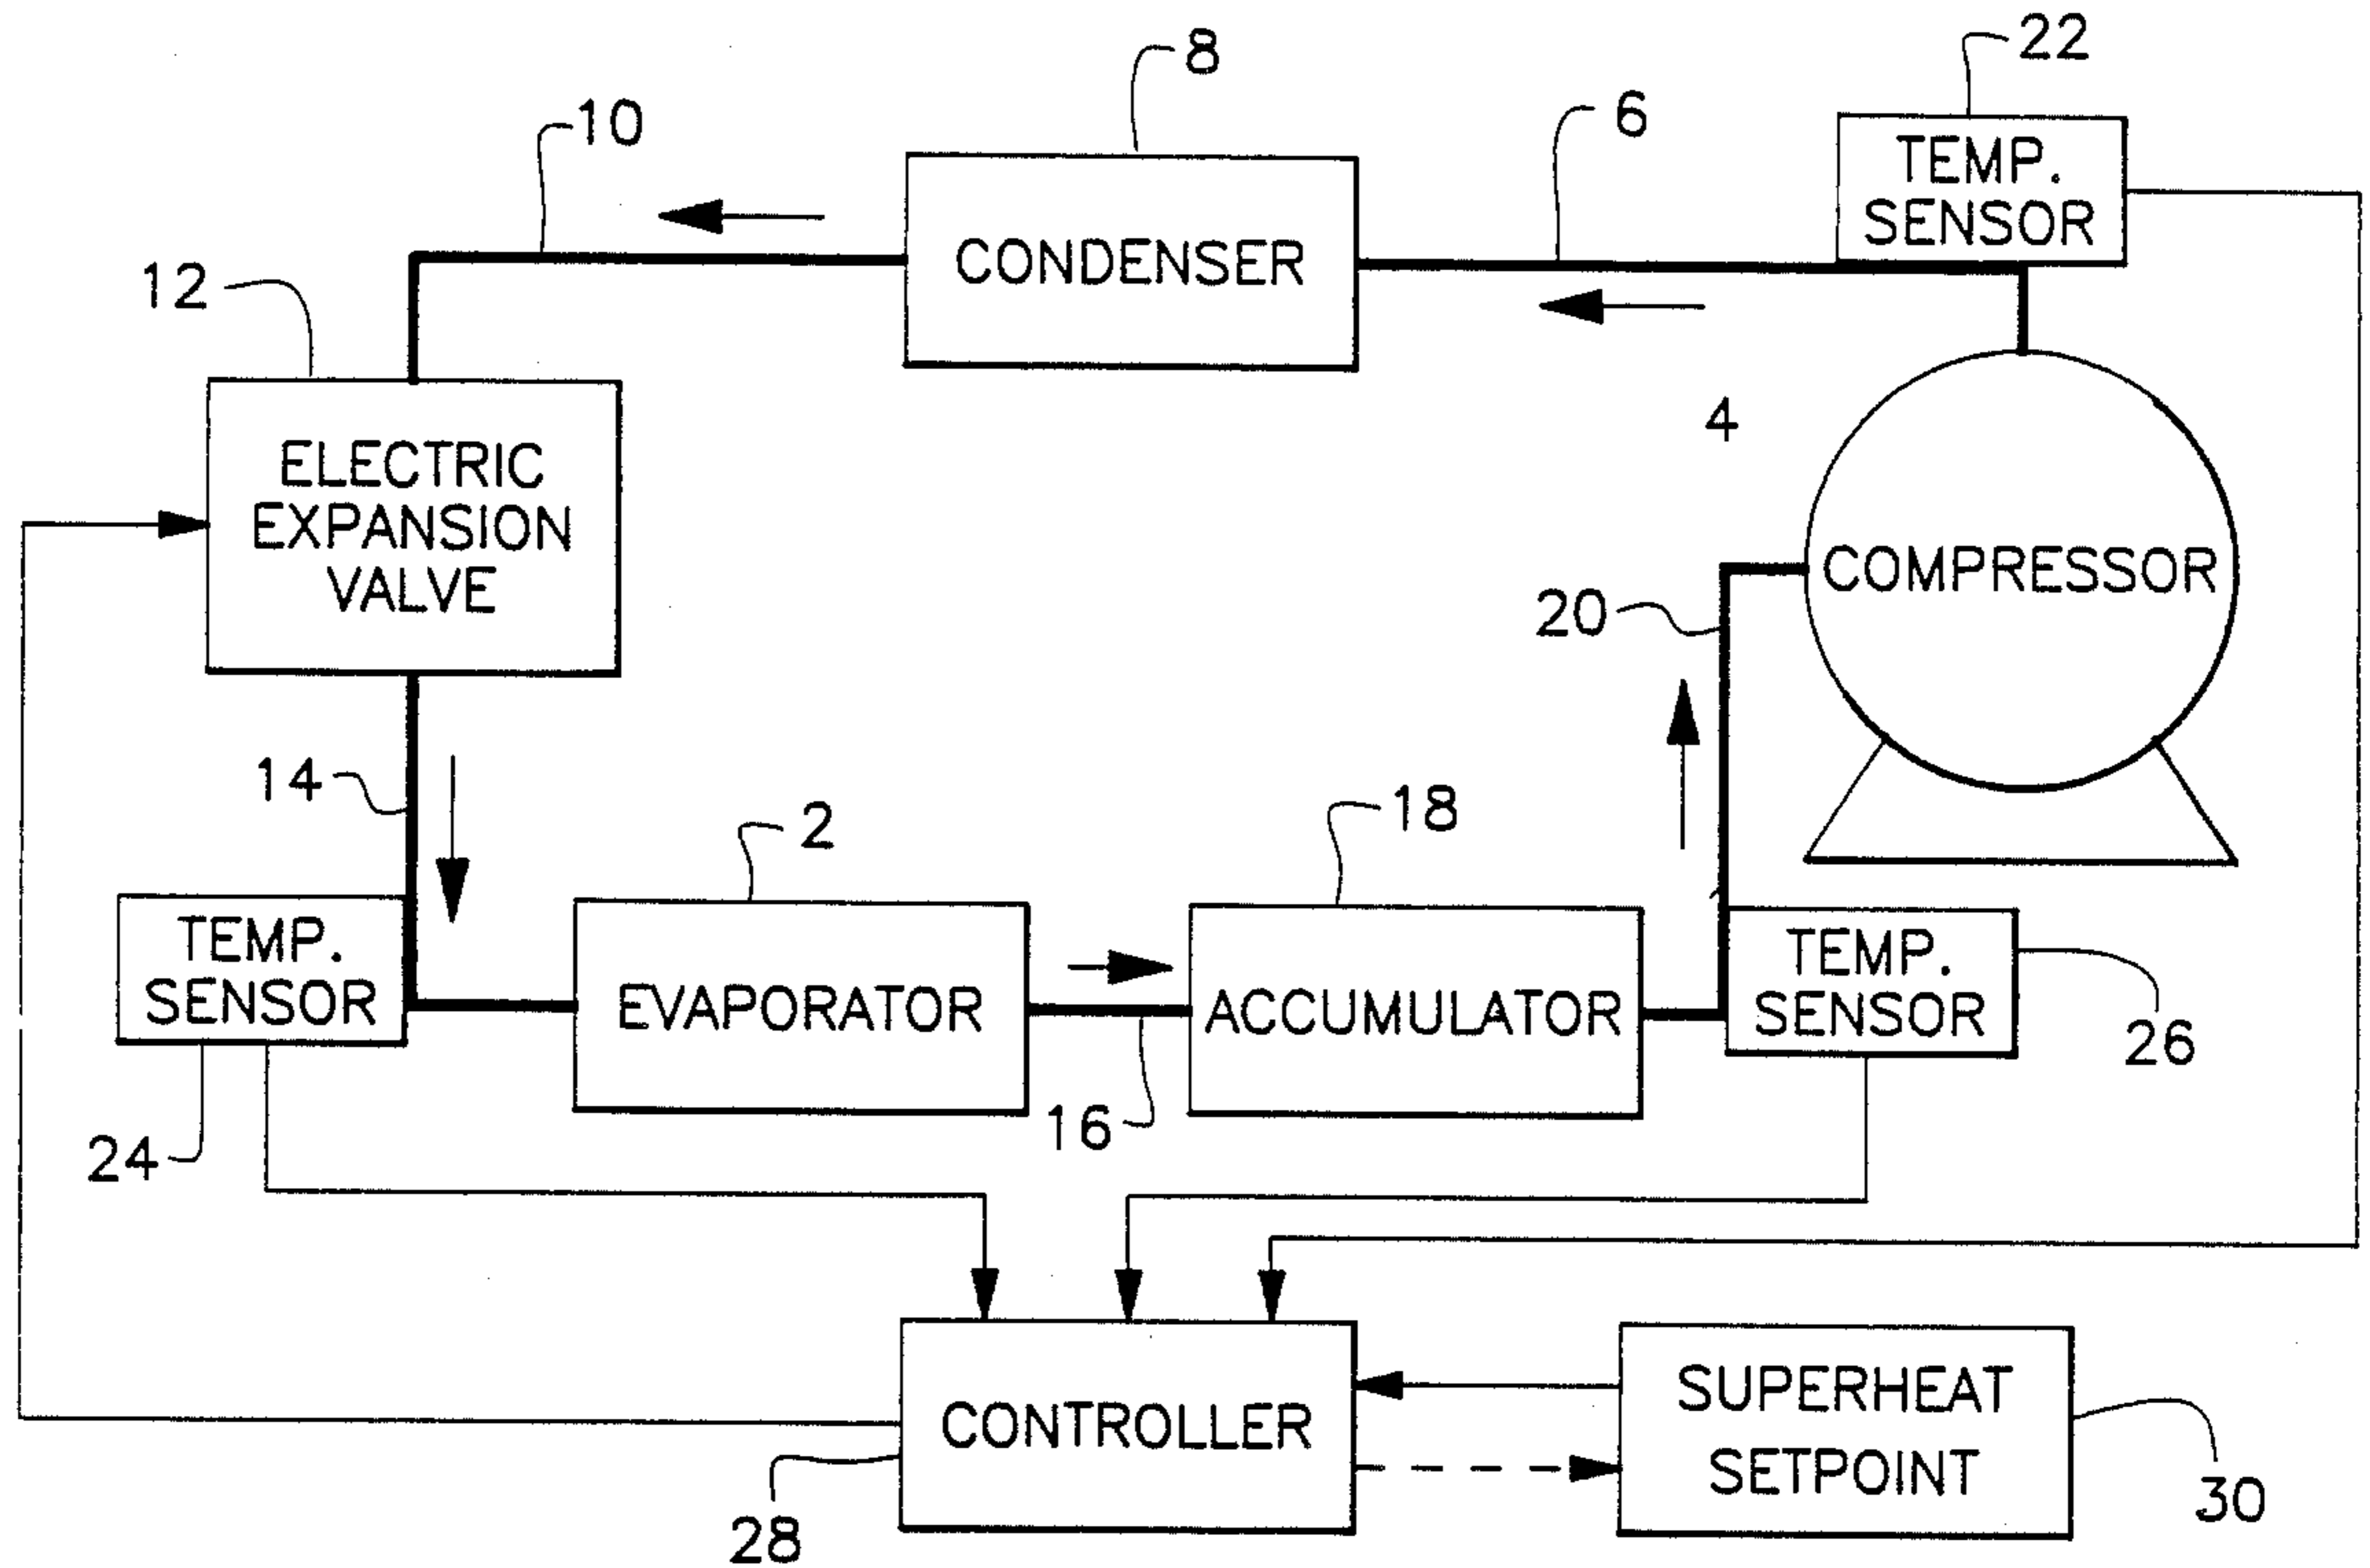 8
22
10
6
TEMP.
SENSOR
CONDENSER
12
4
ELECTRIC
EXPANSION
VALVE
COMPRESSOR
20
14
2
18
TEMP.
SENSOR
EVAPORATOR
ACCUMULATOR
TEMP.
SENSOR
26
16
24
CONTROLLER
SUPERHEAT
SETPOINT
28
30